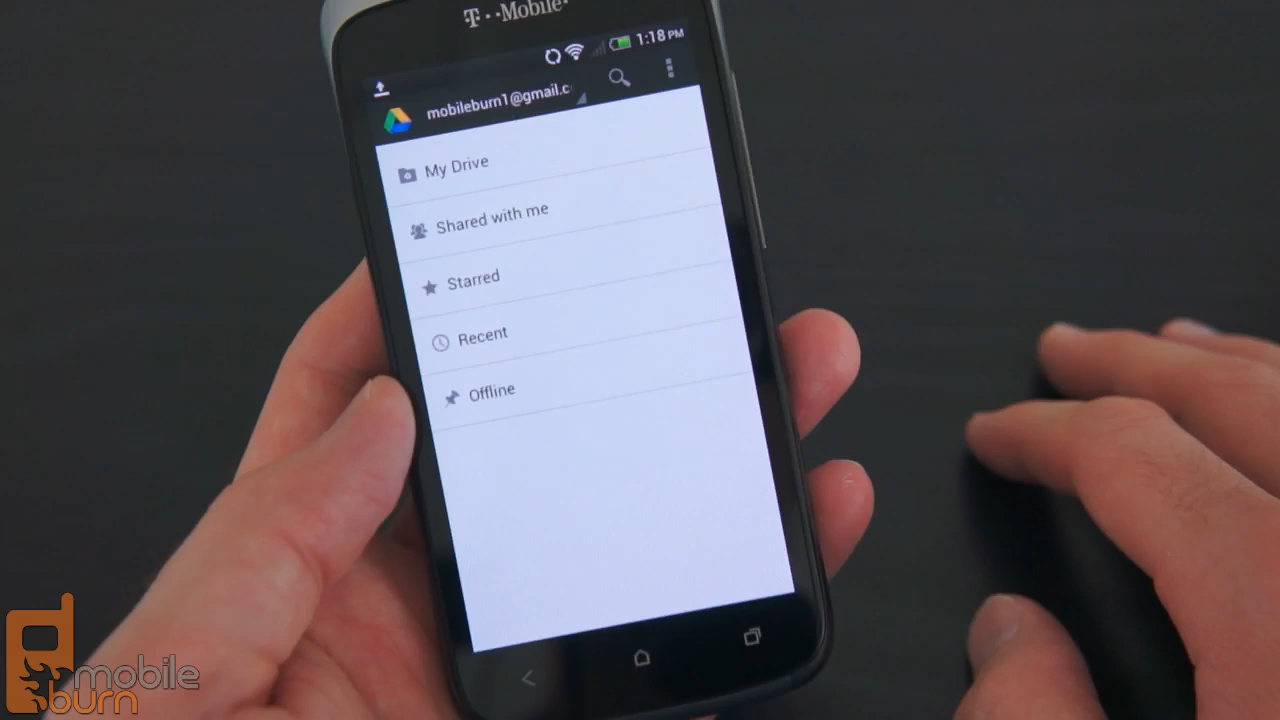 T··Mobile·
1:18 PM
mobileburn1@gmail.c
My Drive
Shared with me
Starred
Recent
Offline
mobile
burn